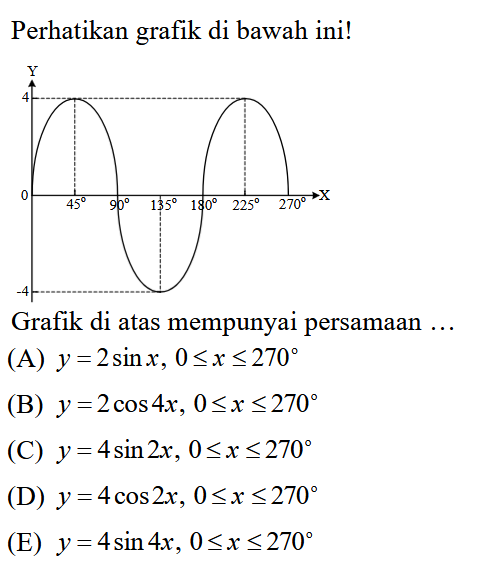 Perhatikan grafik di bawah ini!
Y
4
0
45° 90° 135° 180° 225° 270° X
-4
Grafik di atas mempunyai persamaan …
(A) y = 2 sin x, 0 ≤ x ≤ 270°
(B) y = 2 cos 4x, 0 ≤ x ≤ 270°
(C) y = 4 sin 2x, 0 ≤ x ≤ 270°
(D) y = 4 cos 2x, 0 ≤ x ≤ 270°
(E) y = 4 sin 4x, 0 ≤ x ≤ 270°